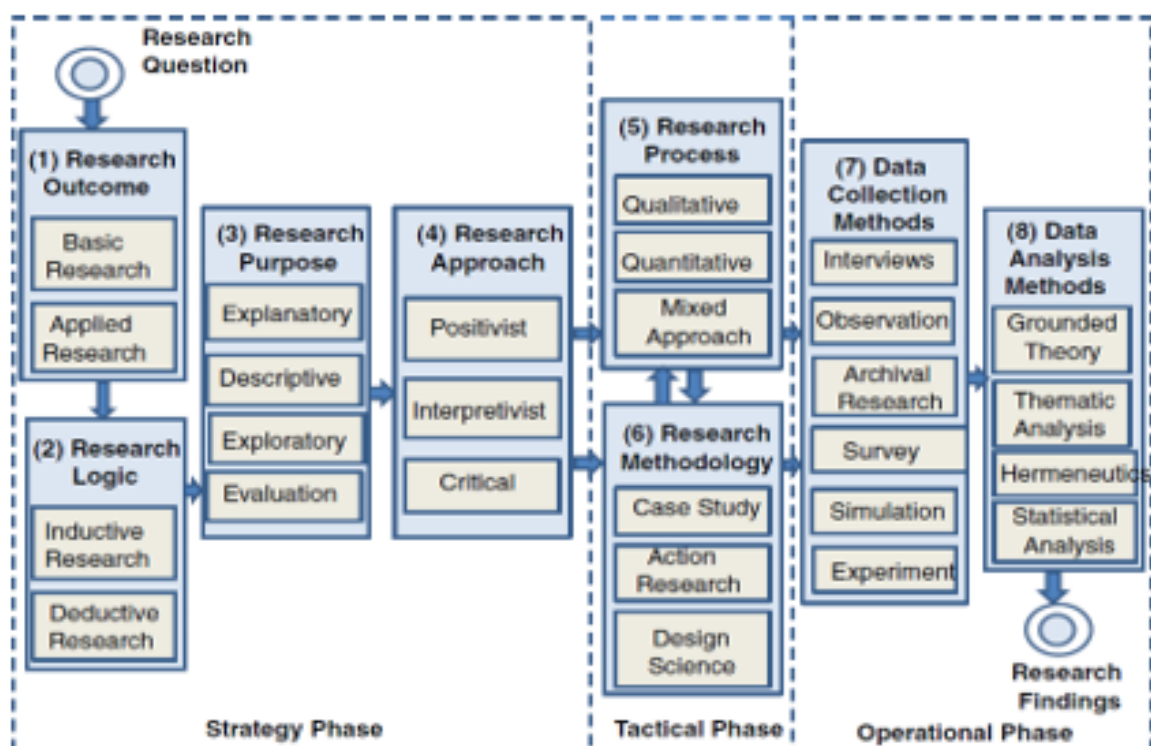 Research
Question
(1) Research
Outcome
Basic
Research
Applied
Research
(2) Research
Logic
Inductive
Research
Deductive
Research
(3) Research
Purpose
Explanatory
Descriptive
Exploratory
Evaluation
(4) Research
Approach
Positivist
Interpretivist
Critical
Strategy Phase
(5) Research
Process
Qualitative
Quantitative
Mixed
Approach
(6) Research
Methodology
Case Study
Action
Research
Design
Science
Tactical Phase
(7) Data
Collection
Methods
Interviews
Observation
Archival
Research
Survey
Simulation
Experiment
(8) Data
Analysis
Methods
Grounded
Theory
Thematic
Analysis
Hermeneutics
Statistical
Analysis
Research
Findings
Operational Phase